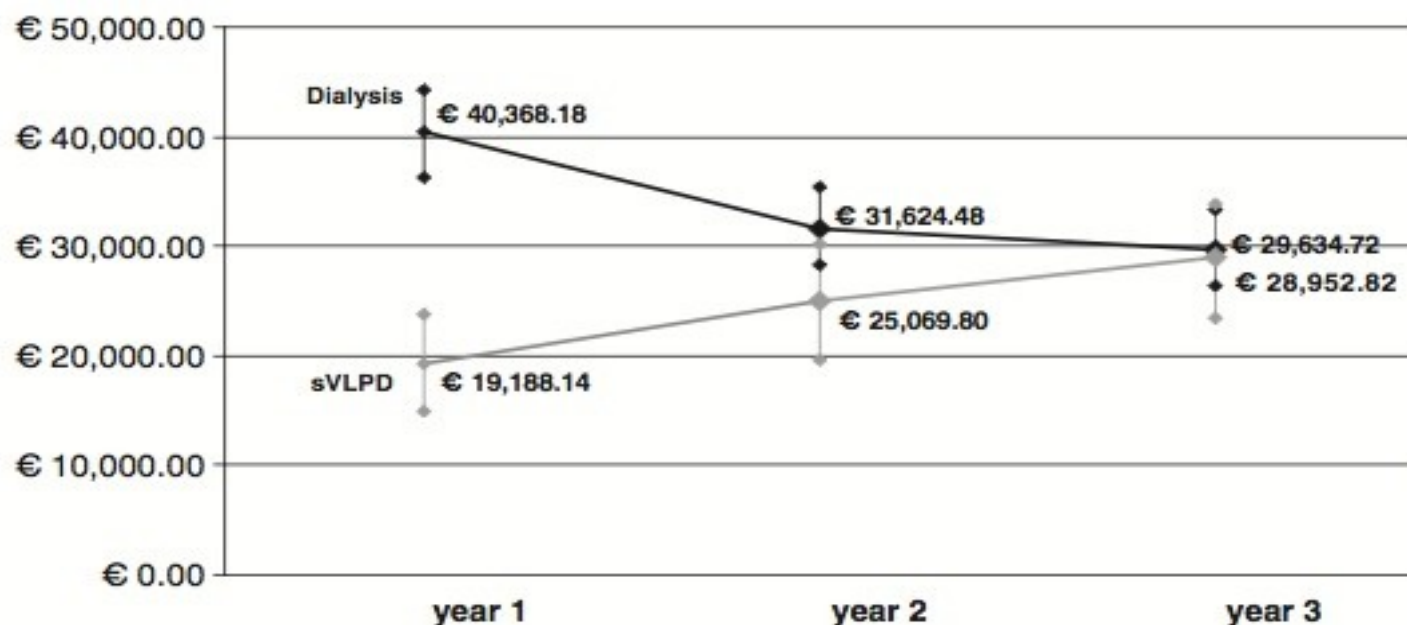 € 50,000.00
Dialysis
€ 40,368.18
€ 40,000.00
€ 31,624.48
€ 30,000.00
€ 29,634.72
€ 28,952.82
€ 25,069.80
€ 20,000.00
sVLPD
€ 19,188.14
€ 10,000.00
€ 0.00
year 1
year 2
year 3